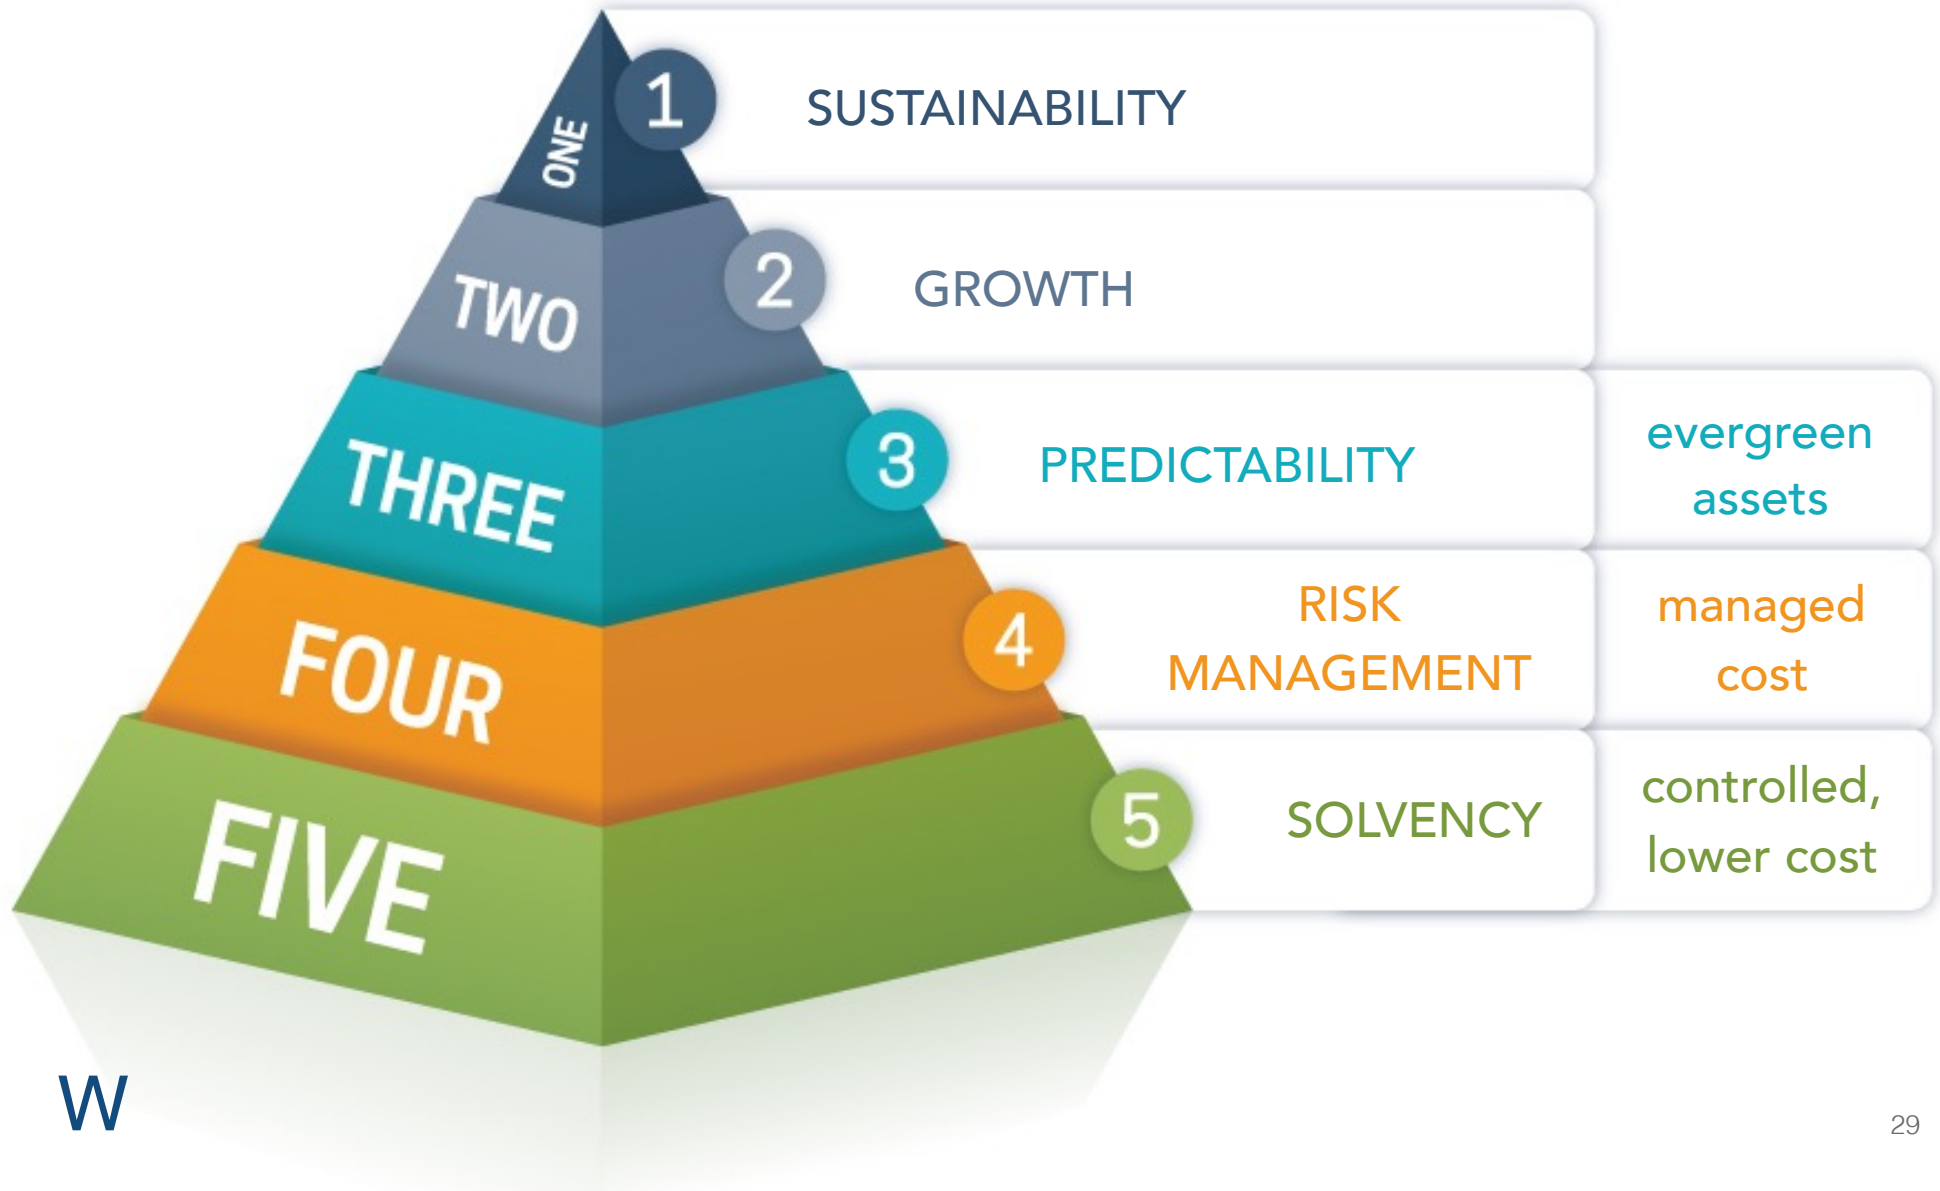 ONE
1
SUSTAINABILITY
TWO
2
GROWTH
THREE
3
PREDICTABILITY
evergreen
assets
FOUR
4
RISK
MANAGEMENT
managed
cost
FIVE
5
SOLVENCY
controlled,
lower cost
W
29